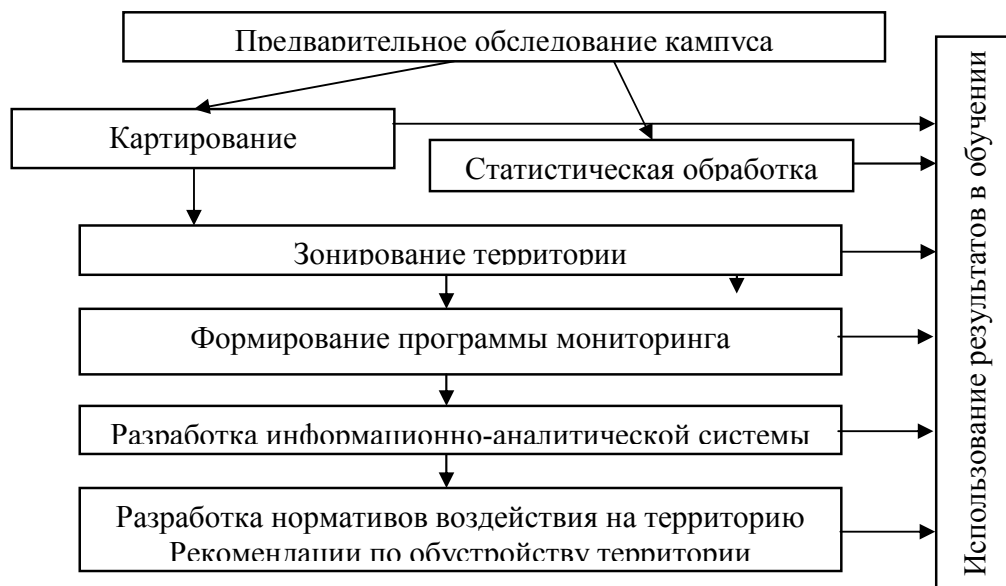 Предварительное обследование кампуса
Картирование
Статистическая обработка
Зонирование территории
Формирование программы мониторинга
Разработка информационно-аналитической системы
Разработка нормативов воздействия на территорию
Рекомендации по обустройству территории
Использование результатов в обучении